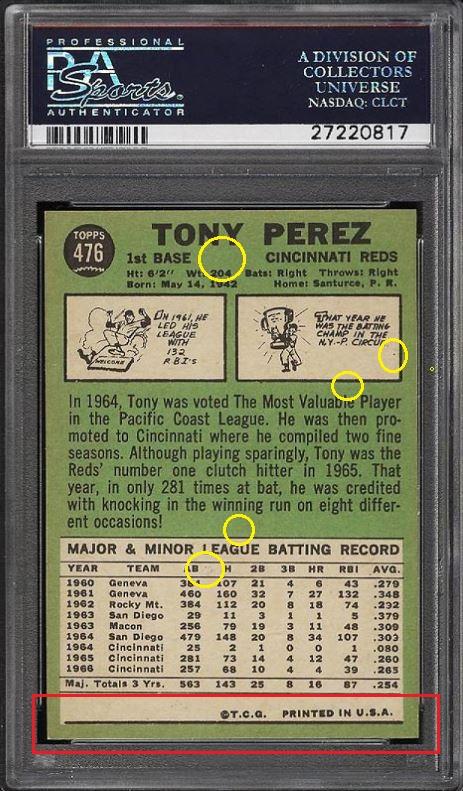 PROFESSIONAL
PSA
Sports
AUTHENTICATOR
A DIVISION OF
COLLECTORS
UNIVERSE
NASDAQ: CLCT
27220817
TOPPS
476
TONY PEREZ
1st BASE CINCINNATI REDS
Ht: 6'2" Wt: 204 Bats: Right Throws: Right
Born: May 14, 1942 Home: Santurce, P. R.
IN 1961, HE
LED HIS
LEAGUE
WITH
132
RBI'S
WELCOME
THAT YEAR HE
WAS THE BATTING
CHAMP IN THE
N.Y.-P. CIRCUIT
In 1964, Tony was voted The Most Valuable Player
in the Pacific Coast League. He was then pro-
moted to Cincinnati where he compiled two fine
seasons. Although playing sparingly, Tony was the
Reds' number one clutch hitter in 1965. That
year, in only 281 times at bat, he was credited
with knocking in the winning run on eight differ-
ent occasions!
MAJOR & MINOR LEAGUE BATTING RECORD
YEAR TEAM AB H 2B 3B HR RBI AVG.
1960 Geneva 107 21 4 6 43 .279
1961 Geneva 460 160 32 7 27 132 .348
1962 Rocky Mt. 384 112 20 8 18 74 .292
1963 San Diego 29 11 3 1 1 5 .379
1963 Macon 256 79 19 3 11 48 .309
1964 San Diego 479 148 20 8 34 107 .309
1964 Cincinnati 25 2 1 0 0 1 .080
1965 Cincinnati 281 73 14 4 12 47 .260
1966 Cincinnati 257 68 10 4 4 39 .265
Maj. Totals 3 Yrs. 563 143 25 8 16 87 .254
©T.C.G. PRINTED IN U.S.A.